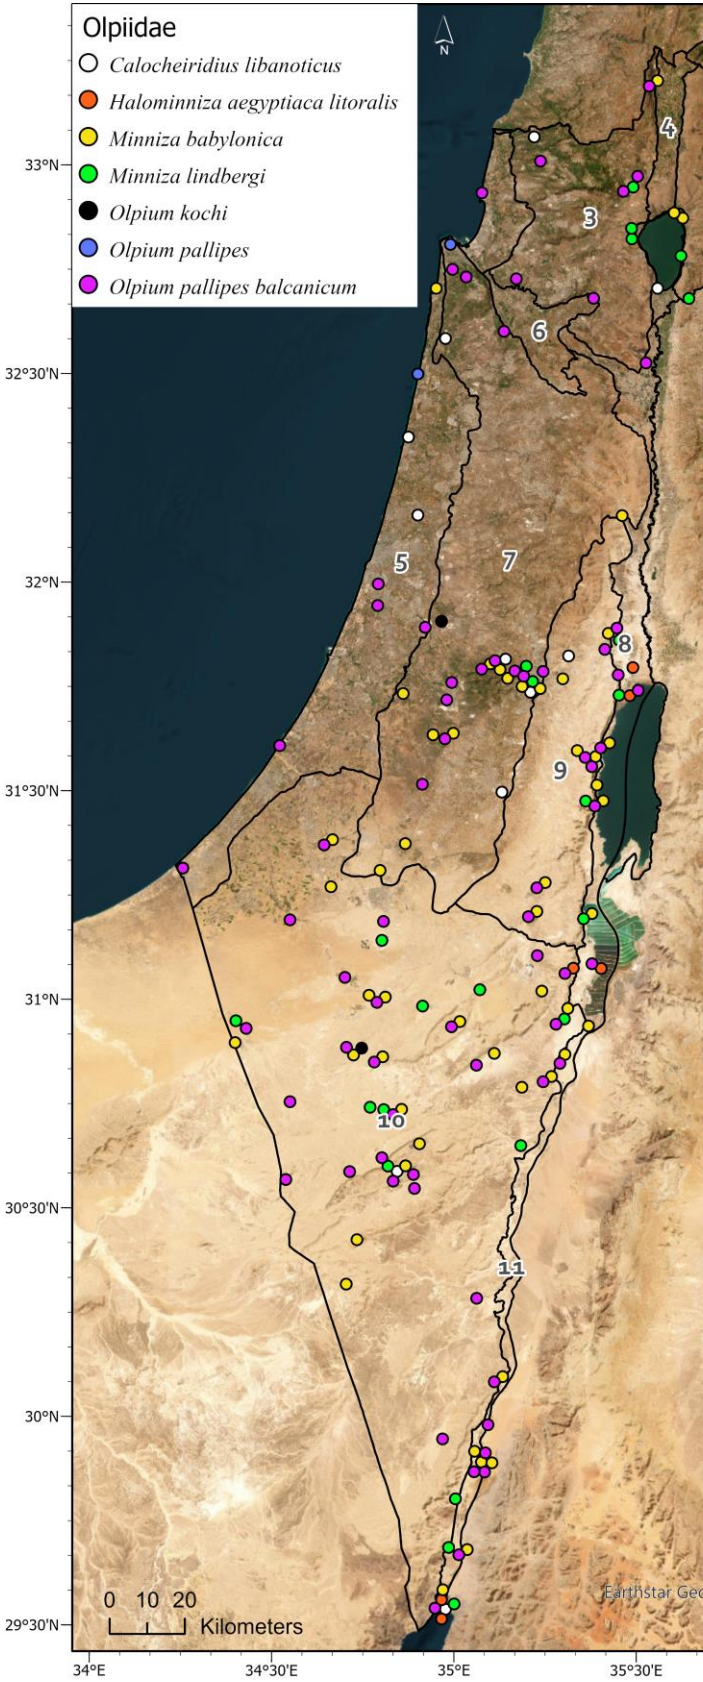 Olpiidae
Calocheiridius libanoticus
Halominniza aegyptiaca litoralis
Minniza babylonica
Minniza lindbergi
Olpium kochi
Olpium pallipes
Olpium pallipes balcanicum
N
4
33°N
3
6
32°30'N
5
7
32°N
8
9
31°30'N
31°N
10
30°30'N
11
30°N
Earthstar Geo
0 10 20
Kilometers
29°30'N
34°E 34°30'E 35°E 35°30'E